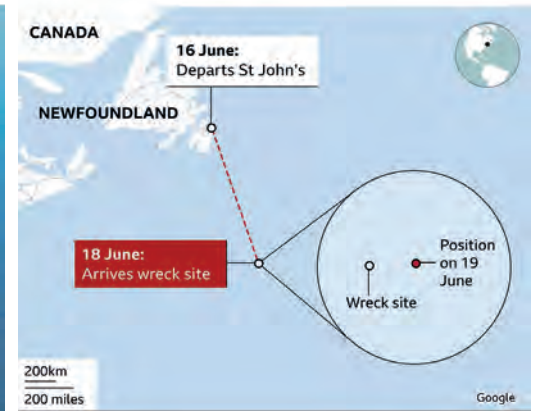 CANADA
16 June:
Departs St John's
NEWFOUNDLAND
18 June:
Arrives wreck site
Position
on 19
June
Wreck site
200km
200 miles
Google